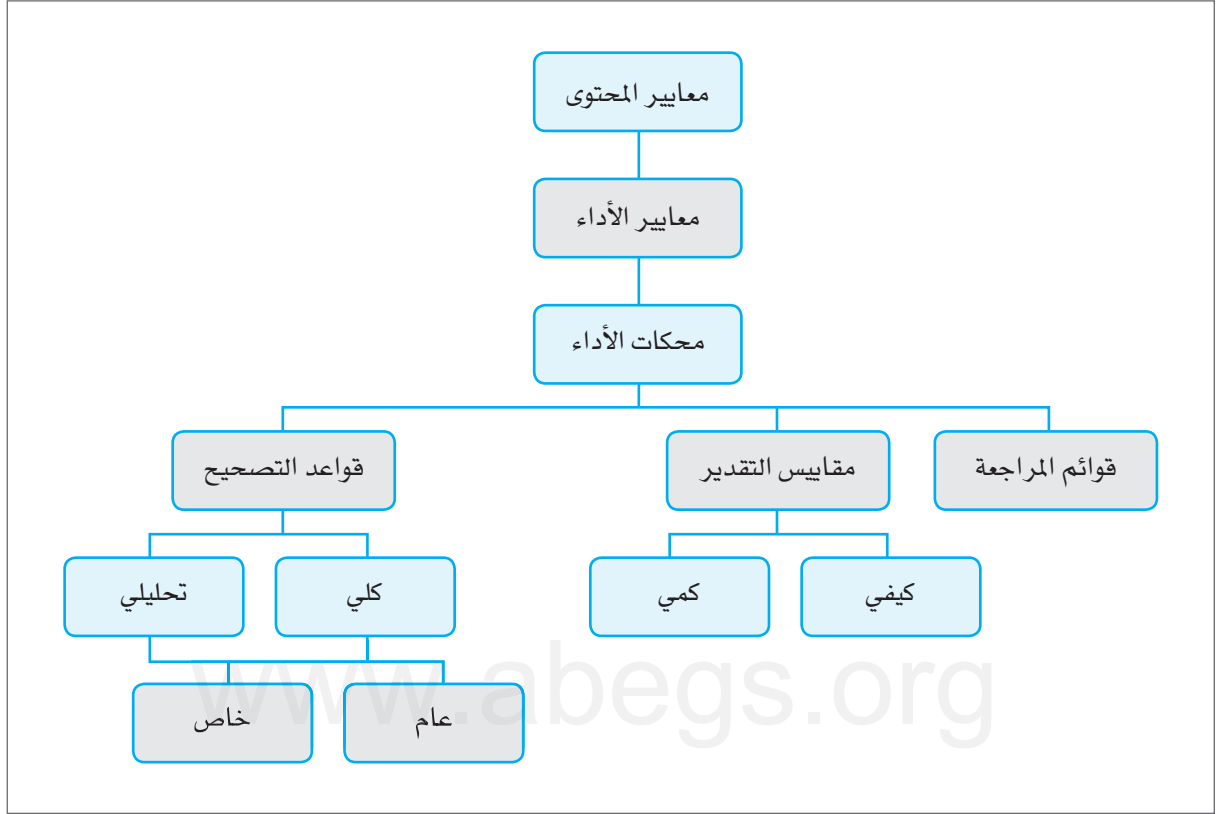 معايير المحتوى
معايير الأداء
محكات الأداء
قوائم المراجعة
مقاييس التقدير
قواعد التصحيح
كيفي
كمي
كلي
تحليلي
عام
خاص
www.abegs.org